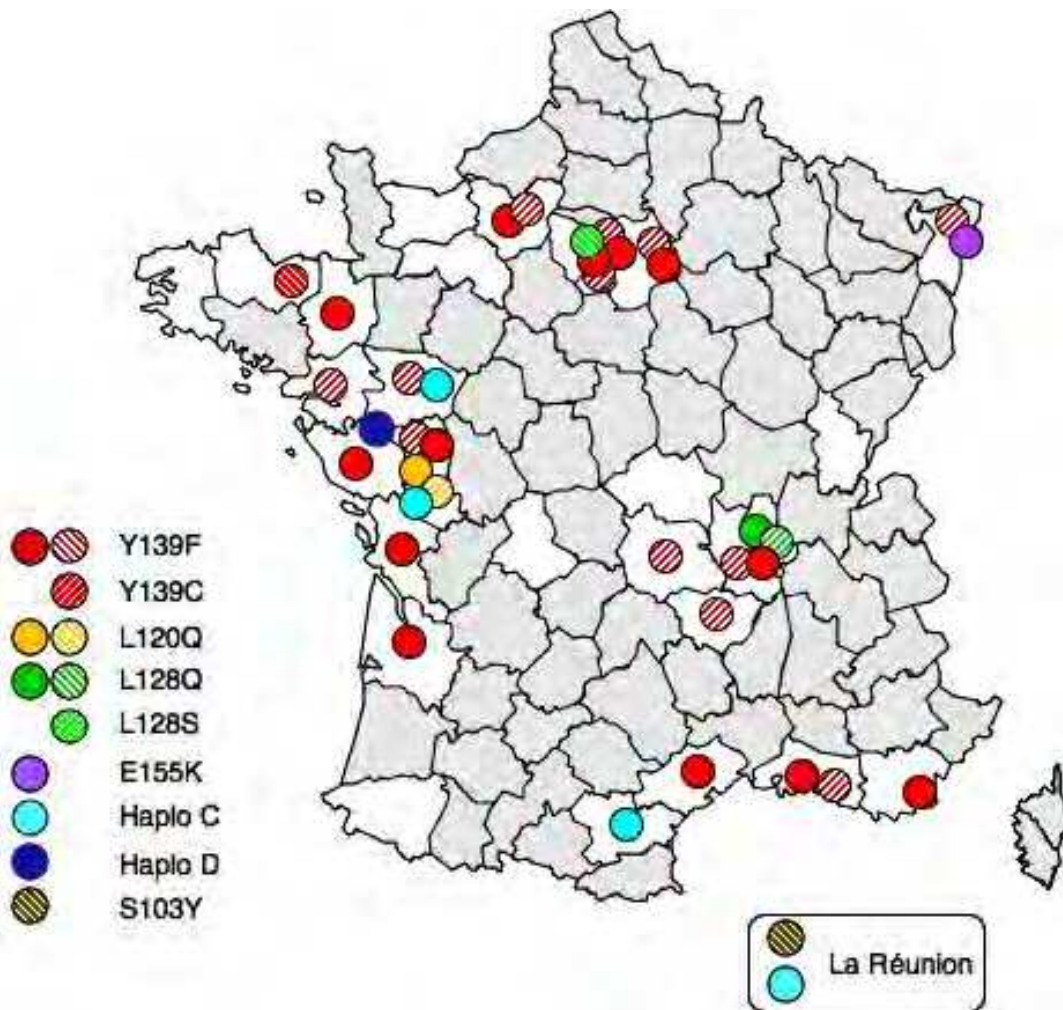 Y139F
Y139C
L120Q
L128Q
L128S
E155K
Haplo C
Haplo D
S103Y
La Réunion